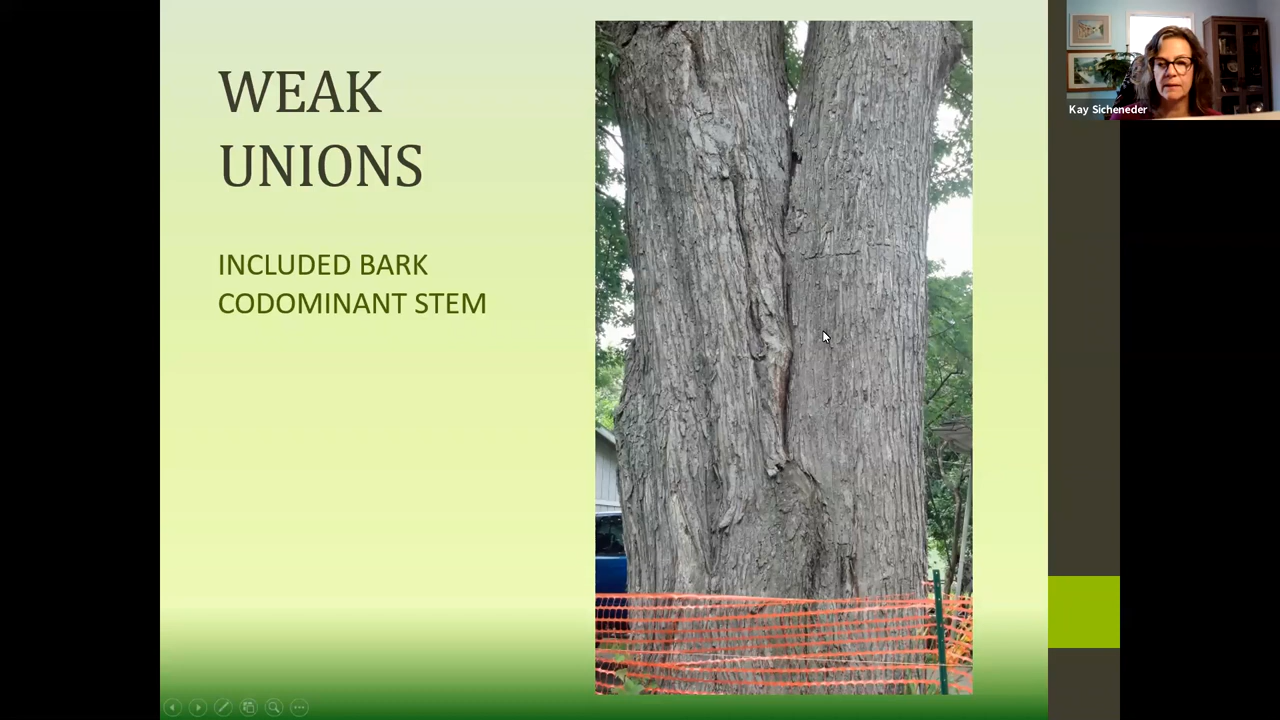 WEAK
UNIONS
INCLUDED BARK
CODOMINANT STEM
Kay Sicheneder